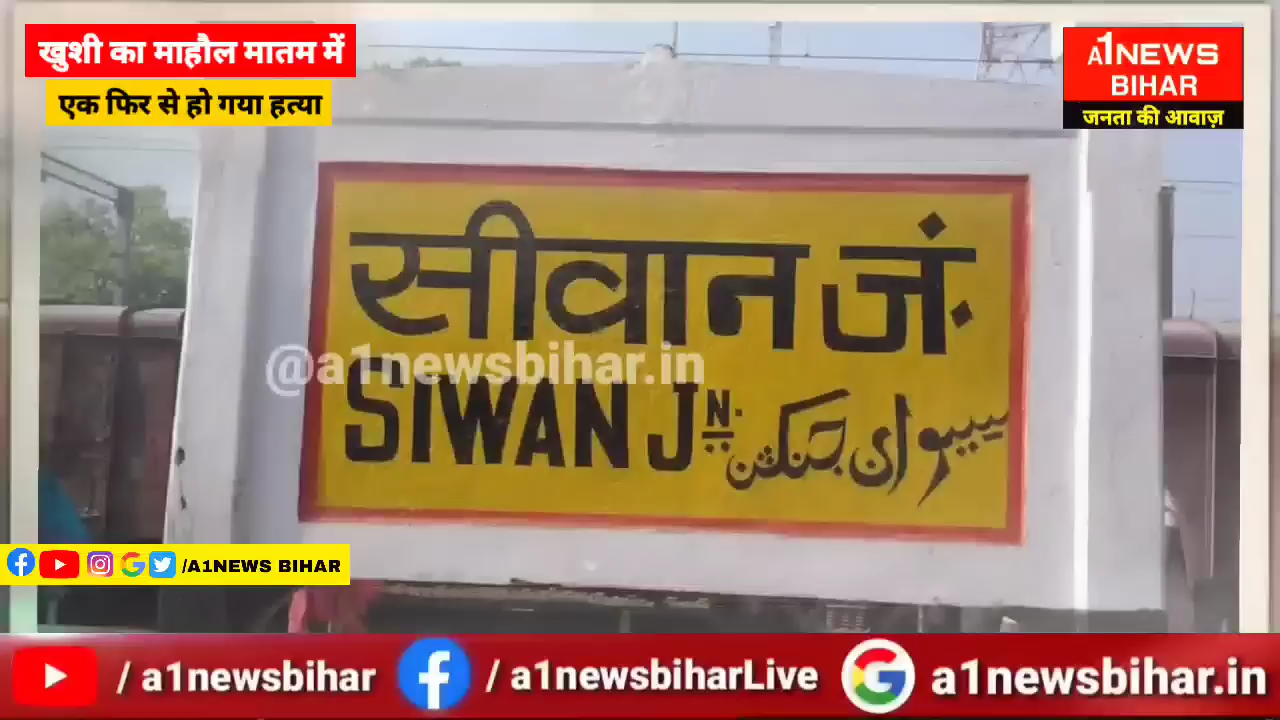 खुशी का माहौल मातम में
एक फिर से हो गया हत्या
A1NEWS
BIHAR
जनता की आवाज़
सीवान जं.
@a1newsbihar.in
SIWAN JN.
سیوان جنکشن
/A1NEWS BIHAR
/ a1newsbihar
/ a1newsbiharLive
a1newsbihar.in